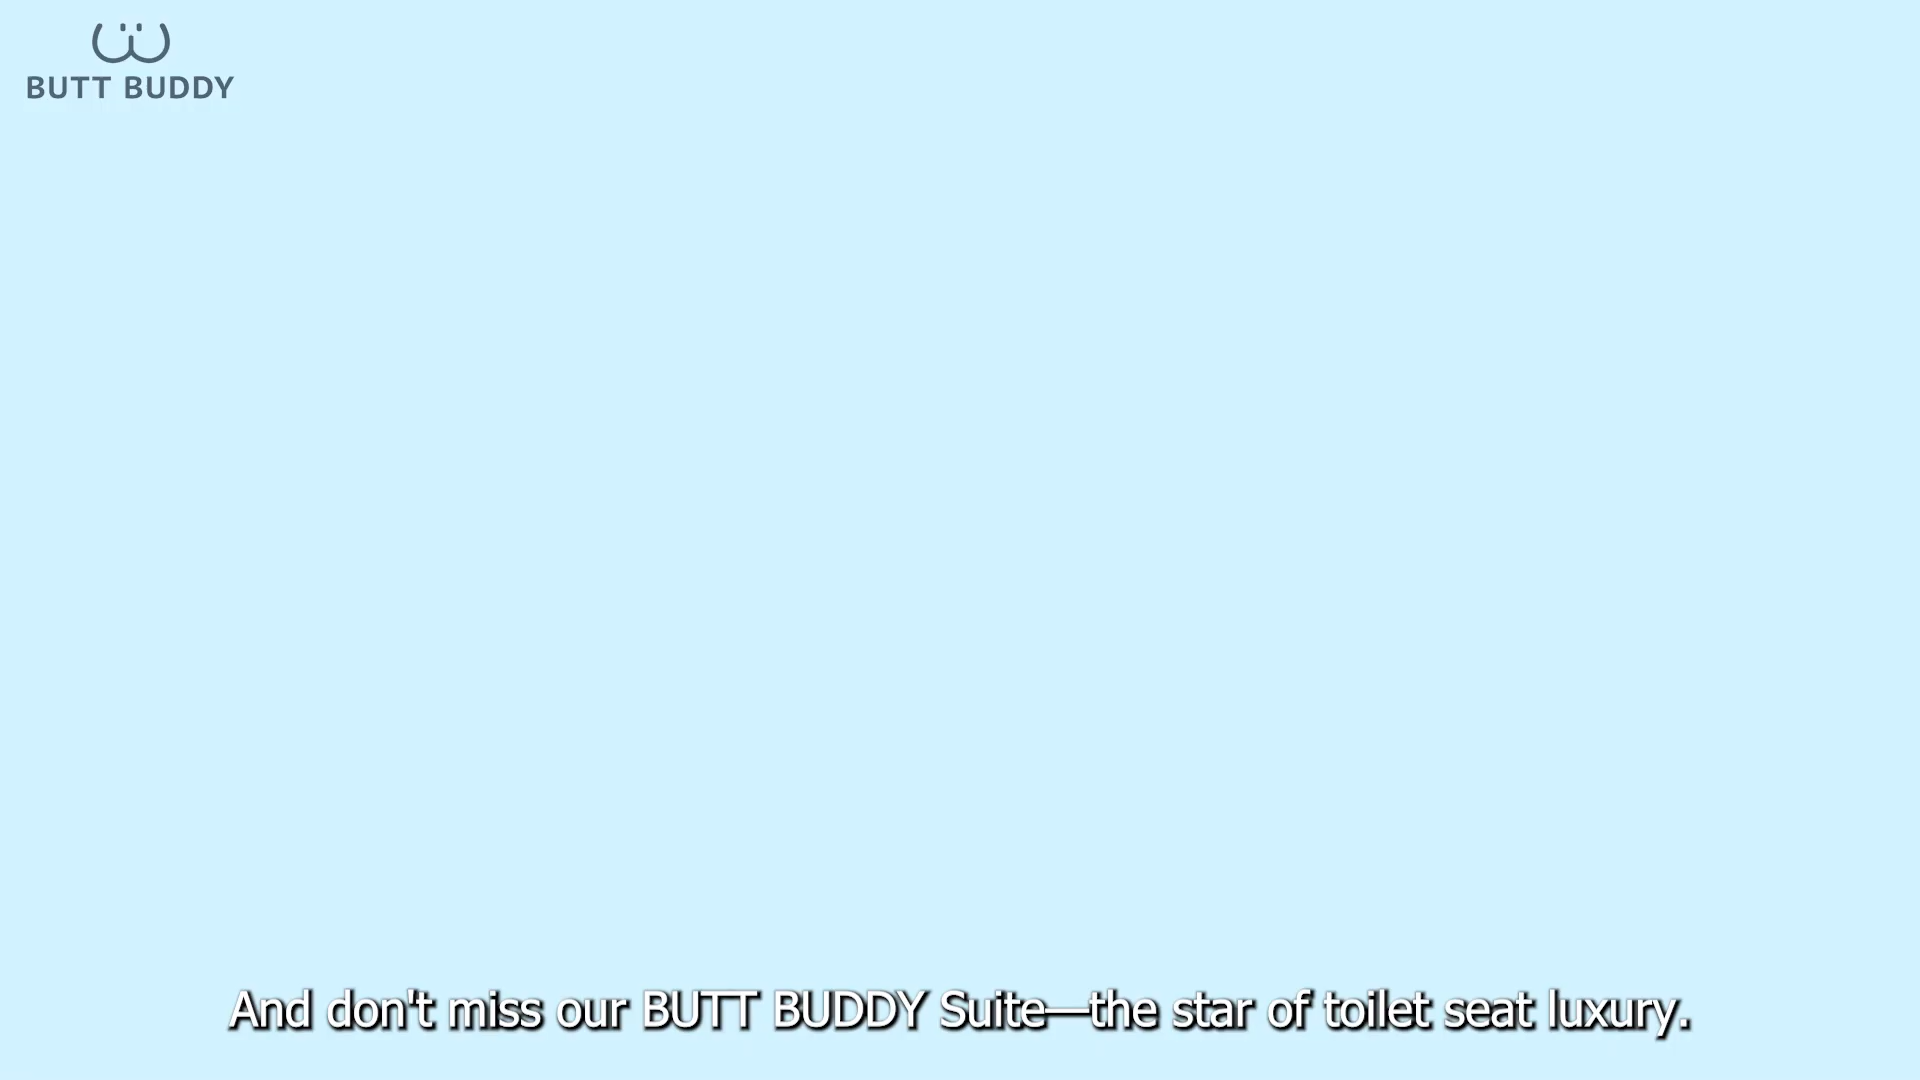 BUTT BUDDY
And don't miss our BUTT BUDDY Suite—the star of toilet seat luxury.